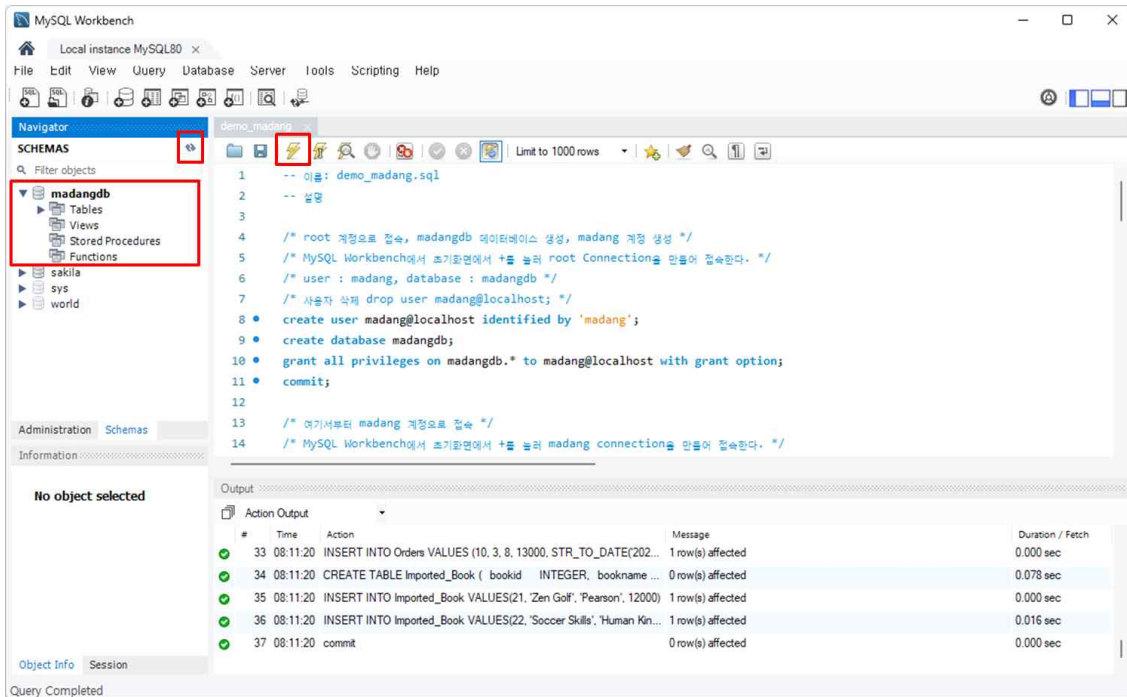 MySQL Workbench
Local instance MySQL80
File Edit View Query Database Server Tools Scripting Help
Navigator
SCHEMAS
Filter objects
madangdb
Tables
Views
Stored Procedures
Functions
sakila
sys
world
Administration Schemas
Information
No object selected
Object Info Session
Query Completed
demo_madang
Limit to 1000 rows
1 -- 이름: demo_madang.sql
2 -- 설명
3
4 /* root 계정으로 접속, madangdb 데이터베이스 생성, madang 계정 생성 */
5 /* MySQL Workbench에서 초기화면에서 +를 눌러 root Connection을 만들어 접속한다. */
6 /* user : madang, database : madangdb */
7 /* 사용자 삭제 drop user madang@localhost; */
8 create user madang@localhost identified by 'madang';
9 create database madangdb;
10 grant all privileges on madangdb.* to madang@localhost with grant option;
11 commit;
12
13 /* 여기서부터 madang 계정으로 접속 */
14 /* MySQL Workbench에서 초기화면에서 +를 눌러 madang connection을 만들어 접속한다. */
Output
Action Output
# Time Action Message Duration / Fetch
33 08:11:20 INSERT INTO Orders VALUES (10, 3, 8, 13000, STR_TO_DATE('202... 1 row(s) affected 0.000 sec
34 08:11:20 CREATE TABLE Imported_Book ( bookid INTEGER, bookname ... 0 row(s) affected 0.078 sec
35 08:11:20 INSERT INTO Imported_Book VALUES(21, 'Zen Golf', 'Pearson', 12000) 1 row(s) affected 0.000 sec
36 08:11:20 INSERT INTO Imported_Book VALUES(22, 'Soccer Skills', 'Human Kin... 1 row(s) affected 0.016 sec
37 08:11:20 commit 0 row(s) affected 0.000 sec